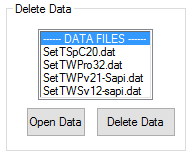 Delete Data
------ DATA FILES ------
SetTSpC20.dat
SetTWPro32.dat
SetTWPv21-Sapi.dat
SetTWSv12-sapi.dat
Open Data Delete Data